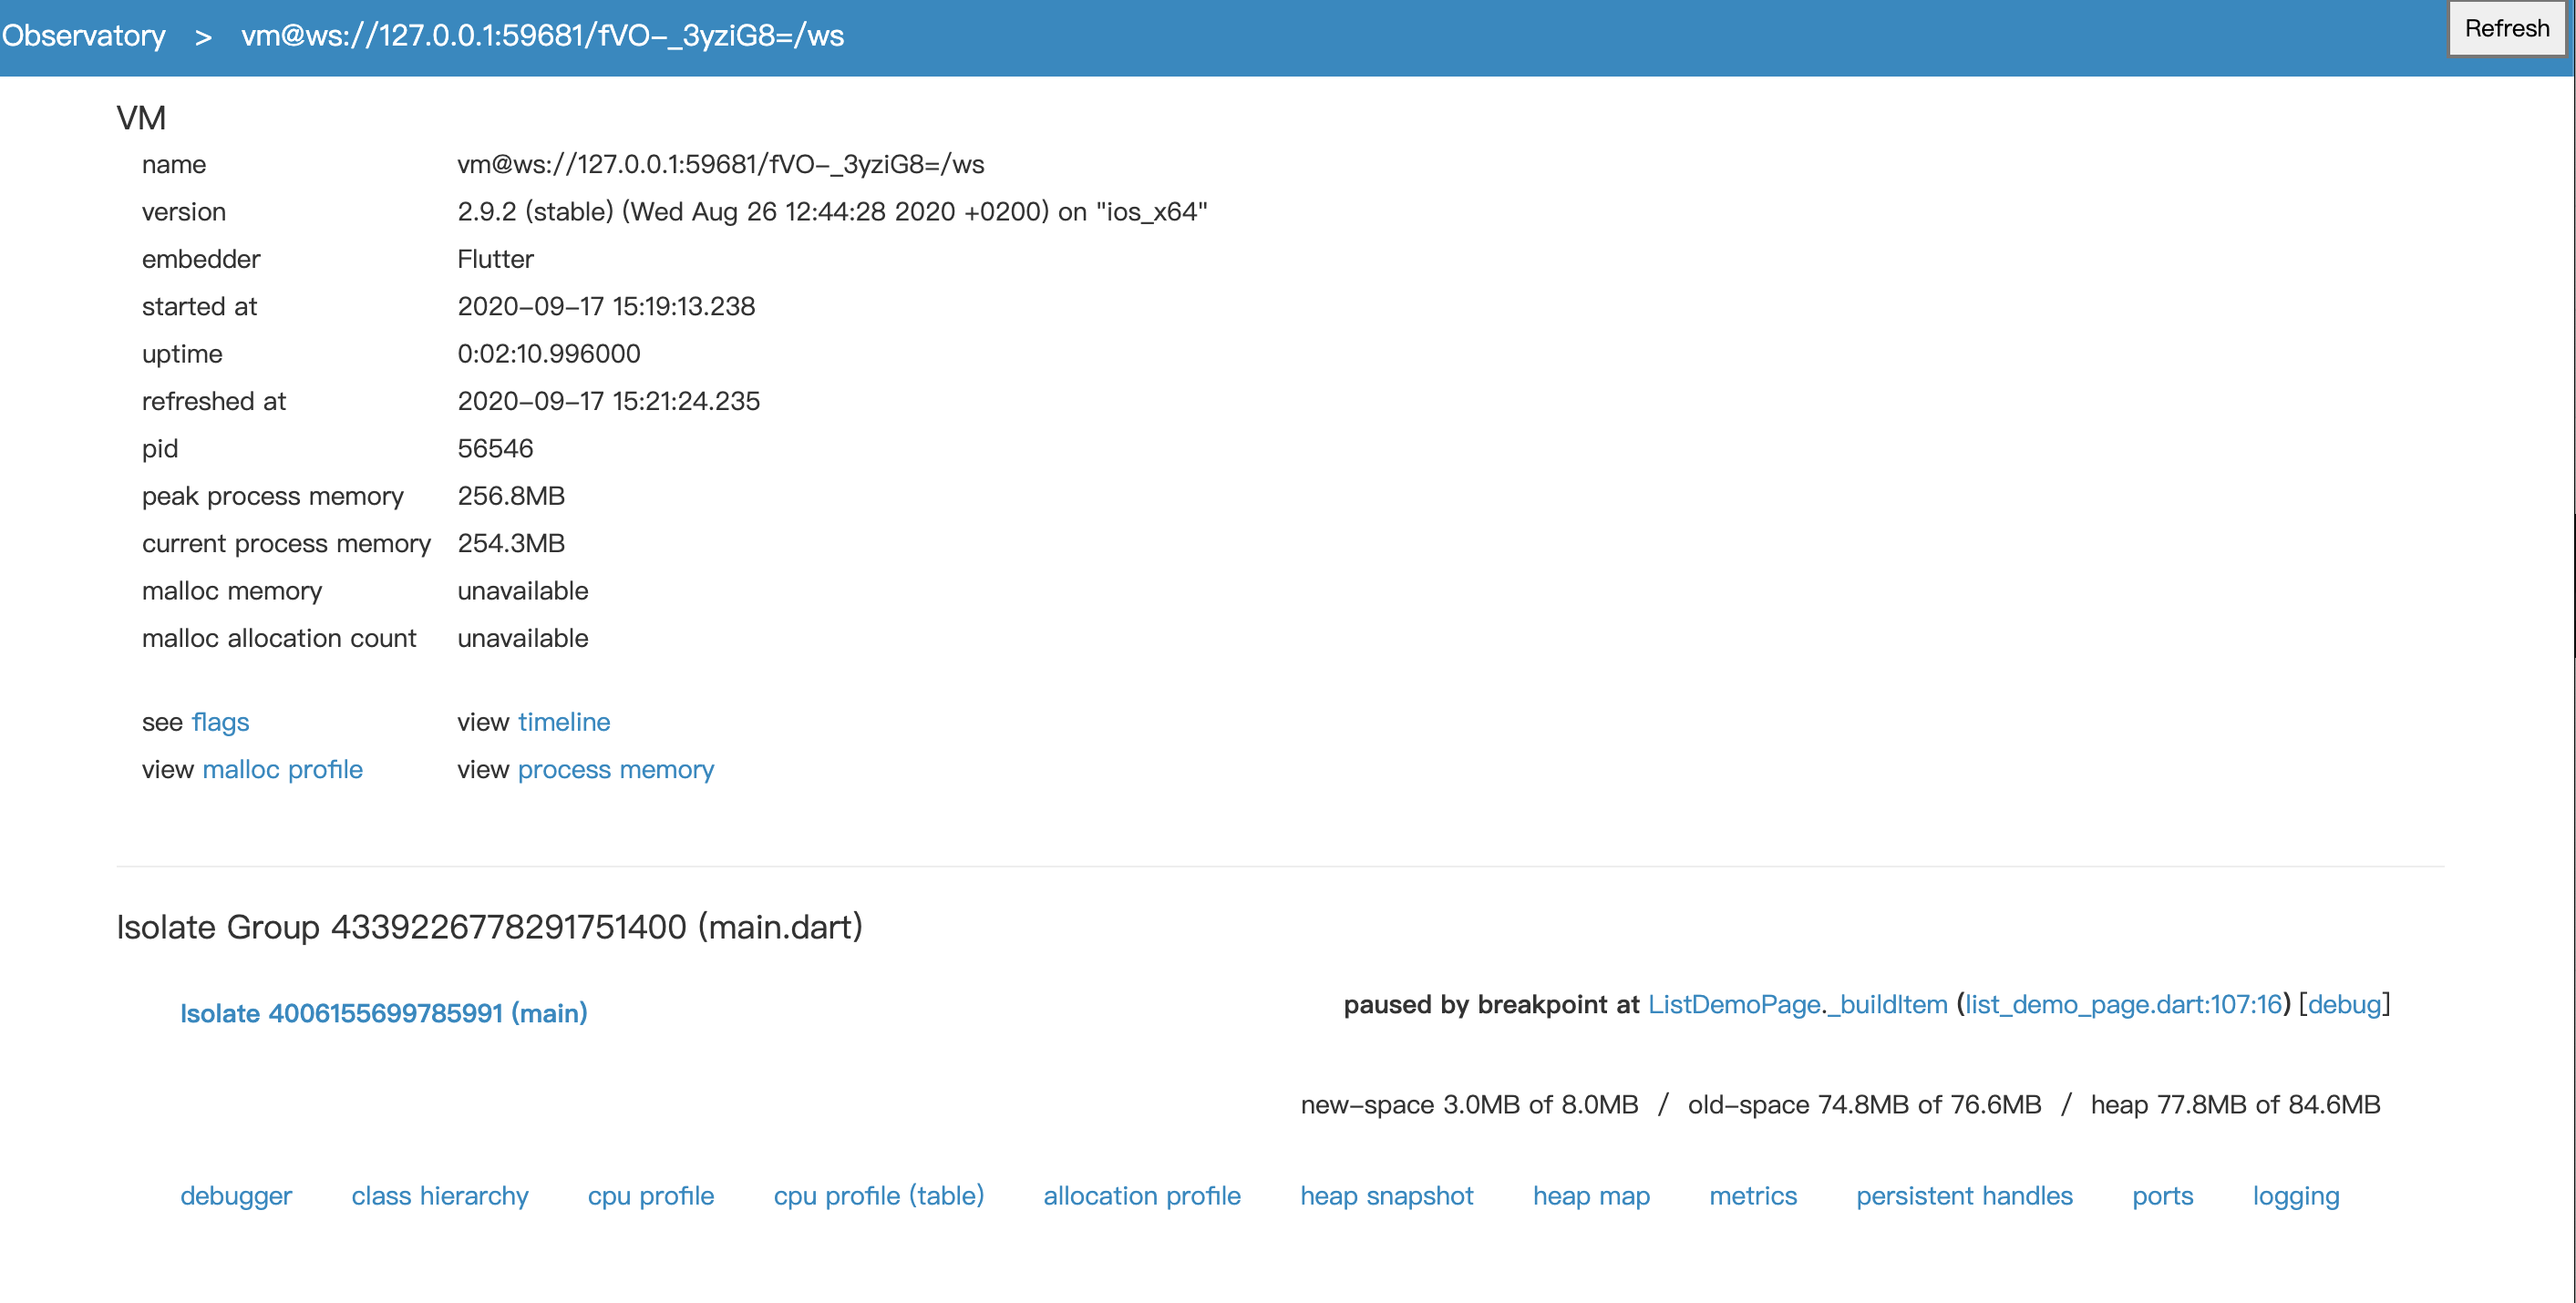 Observatory > vm@ws://127.0.0.1:59681/fVO-_3yziG8=/ws
Refresh
VM
name vm@ws://127.0.0.1:59681/fVO-_3yziG8=/ws
version 2.9.2 (stable) (Wed Aug 26 12:44:28 2020 +0200) on "ios_x64"
embedder Flutter
started at 2020-09-17 15:19:13.238
uptime 0:02:10.996000
refreshed at 2020-09-17 15:21:24.235
pid 56546
peak process memory 256.8MB
current process memory 254.3MB
malloc memory unavailable
malloc allocation count unavailable
see flags view timeline
view malloc profile view process memory
Isolate Group 4339226778291751400 (main.dart)
Isolate 4006155699785991 (main) paused by breakpoint at ListDemoPage._buildItem (list_demo_page.dart:107:16) [debug]
new-space 3.0MB of 8.0MB / old-space 74.8MB of 76.6MB / heap 77.8MB of 84.6MB
debugger class hierarchy cpu profile cpu profile (table) allocation profile heap snapshot heap map metrics persistent handles ports logging